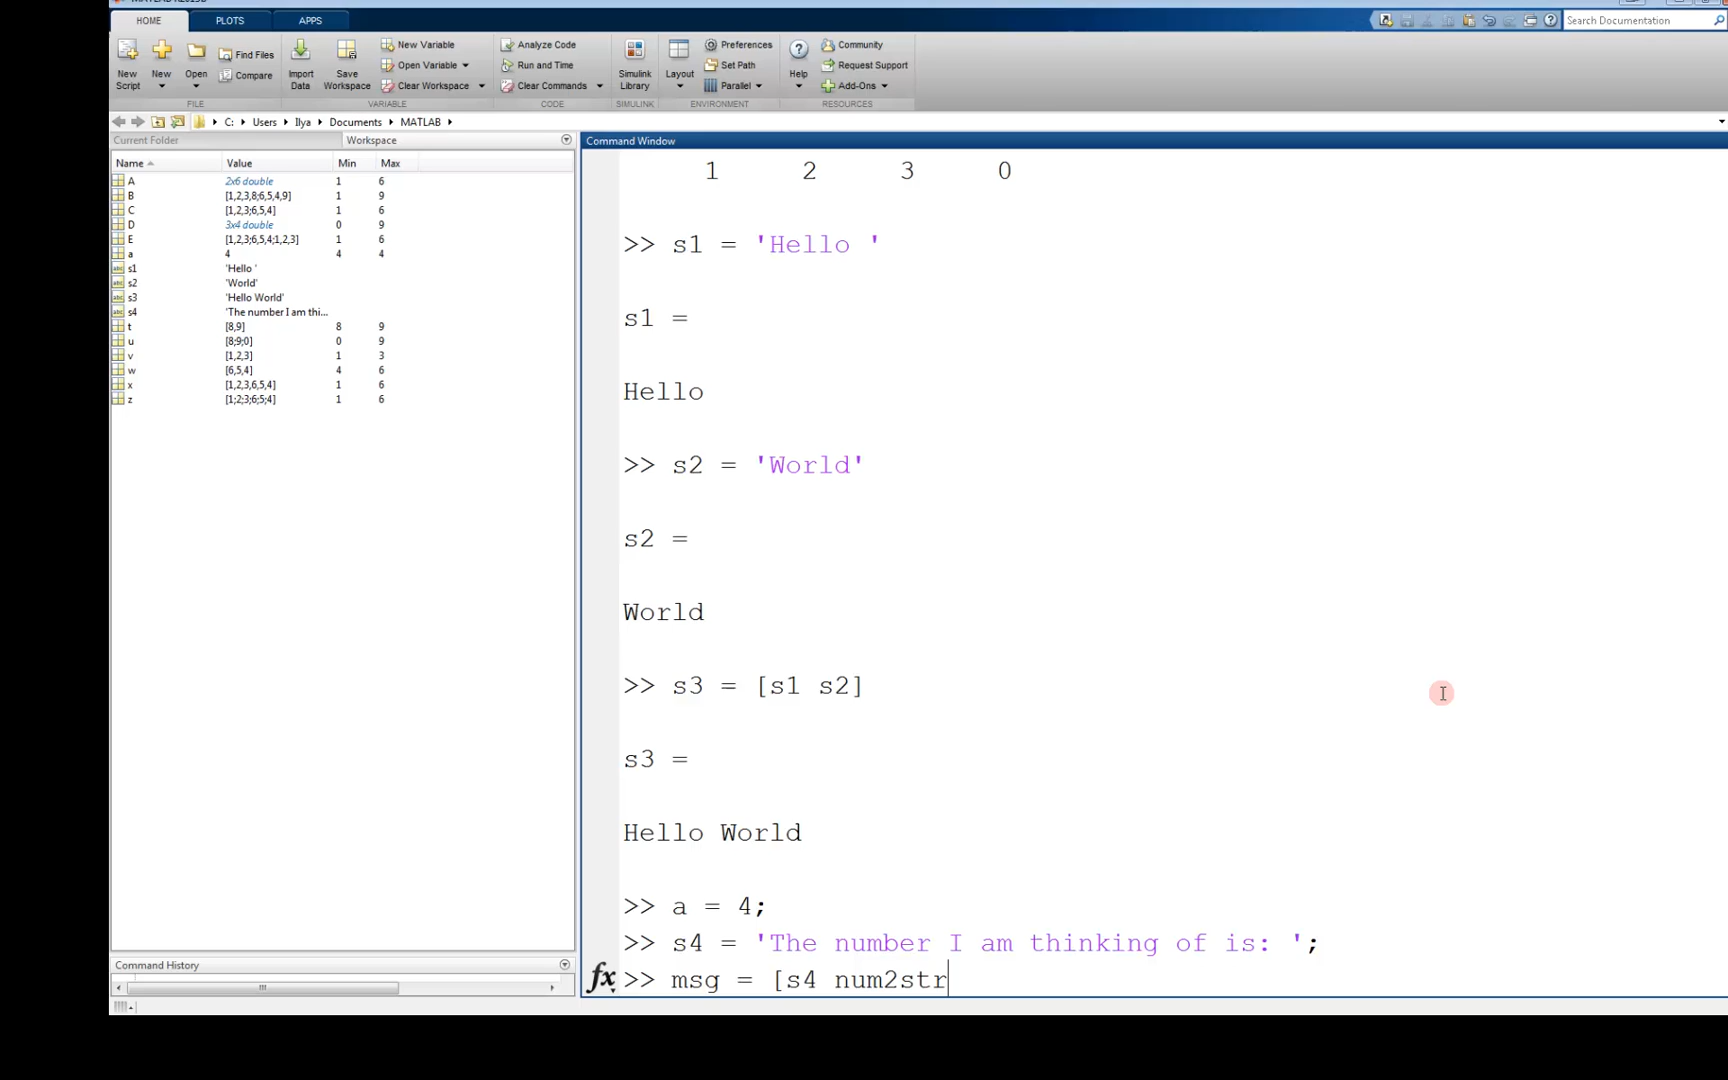 HOME PLOTS APPS
Search Documentation
New Script
New
Open
Find Files
Compare
Import Data
Save Workspace
New Variable
Open Variable
Clear Workspace
Analyze Code
Run and Time
Clear Commands
Simulink Library
Layout
Preferences
Set Path
Parallel
Help
Community
Request Support
Add-Ons
FILE VARIABLE CODE SIMULINK ENVIRONMENT RESOURCES
C: Users Ilya Documents MATLAB
Current Folder Workspace
Name Value Min Max
A 2x6 double 1 6
B [1,2,3,8;6,5,4,9] 1 9
C [1,2,3;6,5,4] 1 6
D 3x4 double 0 9
E [1,2,3;6,5,4;1,2,3] 1 6
a 4 4 4
s1 'Hello '
s2 'World'
s3 'Hello World'
s4 'The number I am thi...
t [8,9] 8 9
u [8;9;0] 0 9
v [1,2,3] 1 3
w [6,5,4] 4 6
x [1,2,3,6,5,4] 1 6
z [1;2;3;6;5;4] 1 6
Command History
Command Window
1 2 3 0
>> s1 = 'Hello '
s1 =
Hello
>> s2 = 'World'
s2 =
World
>> s3 = [s1 s2]
s3 =
Hello World
>> a = 4;
>> s4 = 'The number I am thinking of is: ';
fx >> msg = [s4 num2str